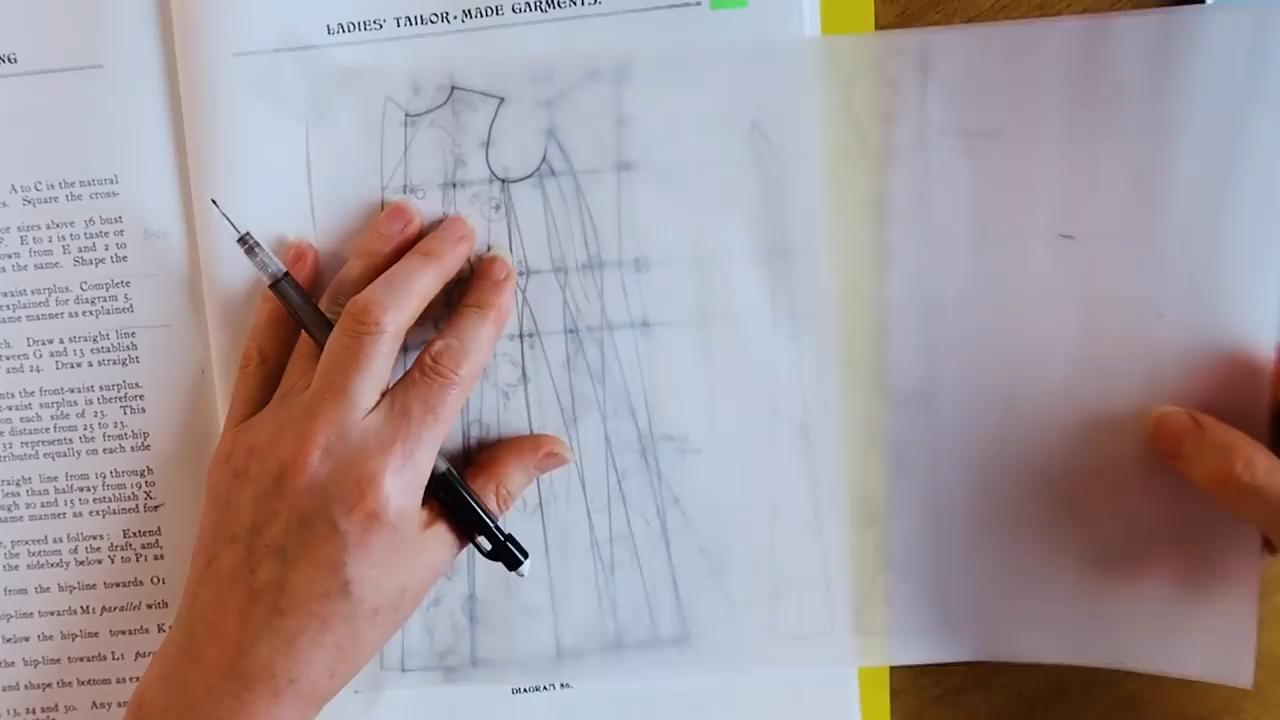 NG
A to C is the natural
es. Square the cross-
or sizes above 36 bust
E to 2 is to taste or
own from E and 2 to
s the same. Shape the
waist surplus. Complete
explained for diagram 5.
same manner as explained
ch. Draw a straight line
tween G and 13 establish
and 24. Draw a straight
nts the front-waist surplus.
t-waist surplus is therefore
on each side of 23. This
e distance from 25 to 23.
32 represents the front-hip
tributed equally on each side
raight line from 19 through
less than half-way from 19 to
ugh 20 and 15 to establish X.
same manner as explained for
, proceed as follows: Extend
the bottom of the draft, and,
the sidebody below Y to P1 as
from the hip-line towards O1
hip-line towards M1 parallel with
below the hip-line towards K
the hip-line towards L1 par
and shape the bottom as ex
13, 24 and 30. Any ar
LADIES' TAILOR-MADE GARMENTS.
DIAGRAM 86.